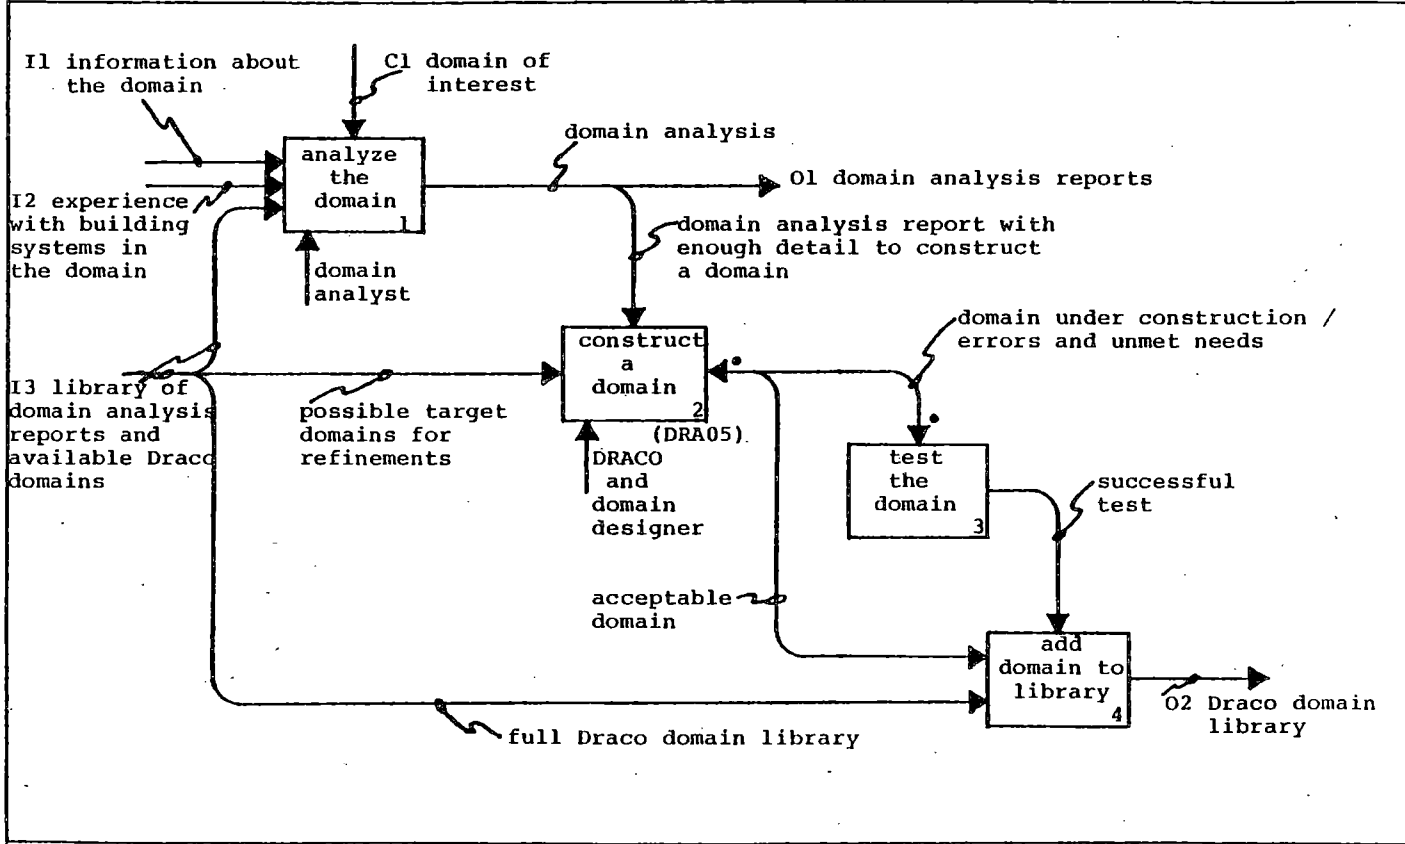 I1 information about
the domain
C1 domain of
interest
analyze
the
domain
1
domain analysis
O1 domain analysis reports
I2 experience
with building
systems in
the domain
domain
analyst
domain analysis report with
enough detail to construct
a domain
domain under construction /
errors and unmet needs
construct
a
domain
2
(DRA05)
I3 library of
domain analysis
reports and
available Draco
domains
possible target
domains for
refinements
DRACO
and
domain
designer
test
the
domain
3
successful
test
acceptable
domain
add
domain to
library
4
O2 Draco domain
library
full Draco domain library